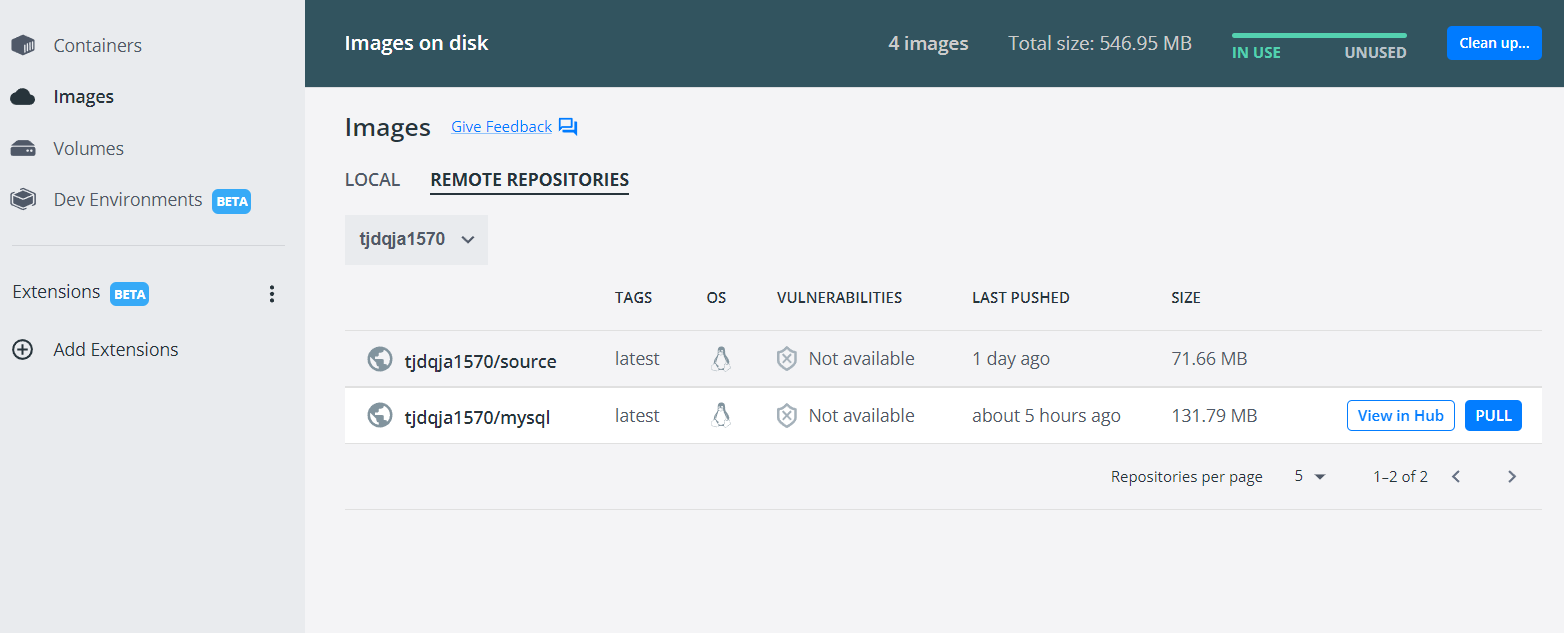 Containers
Images
Volumes
Dev Environments BETA
Extensions BETA
Add Extensions
Images on disk 4 images Total size: 546.95 MB IN USE UNUSED Clean up...
Images Give Feedback
LOCAL REMOTE REPOSITORIES
tjdqja1570
TAGS OS VULNERABILITIES LAST PUSHED SIZE
tjdqja1570/source latest Not available 1 day ago 71.66 MB
tjdqja1570/mysql latest Not available about 5 hours ago 131.79 MB View in Hub PULL
Repositories per page 5 1–2 of 2